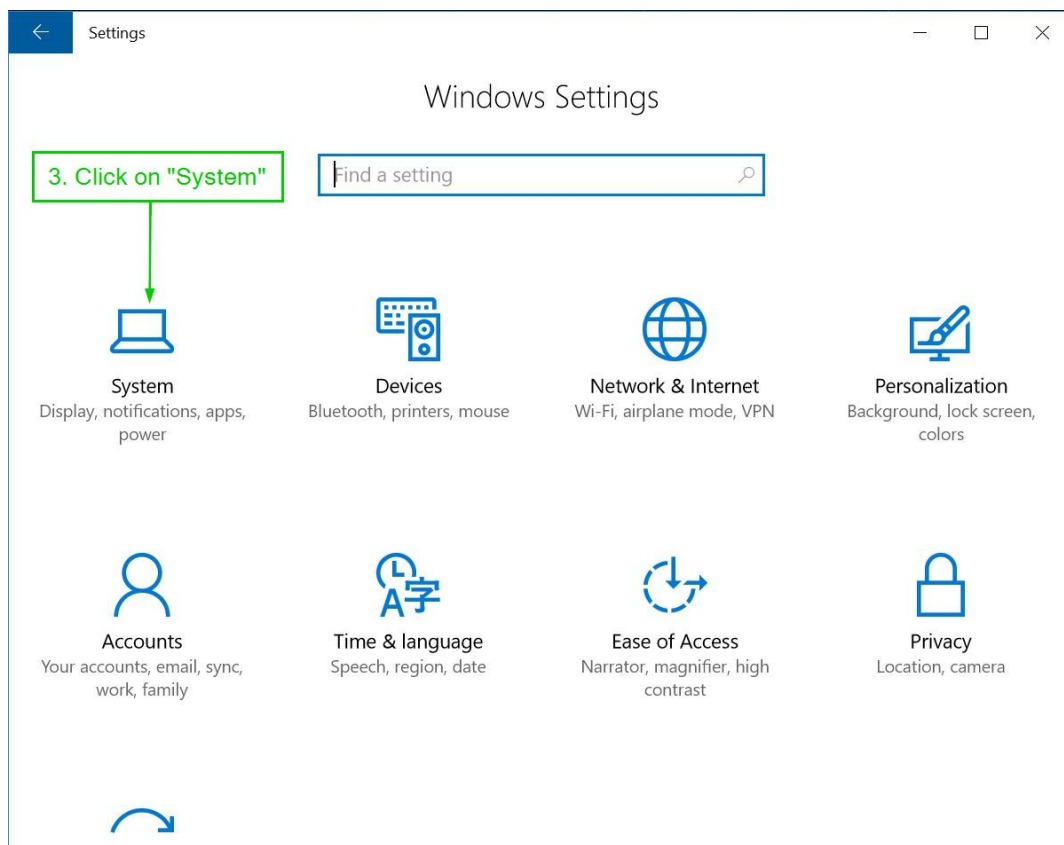 Settings
Windows Settings
3. Click on "System"
Find a setting
System
Display, notifications, apps,
power
Devices
Bluetooth, printers, mouse
Network & Internet
Wi-Fi, airplane mode, VPN
Personalization
Background, lock screen,
colors
Accounts
Your accounts, email, sync,
work, family
Time & language
Speech, region, date
Ease of Access
Narrator, magnifier, high
contrast
Privacy
Location, camera